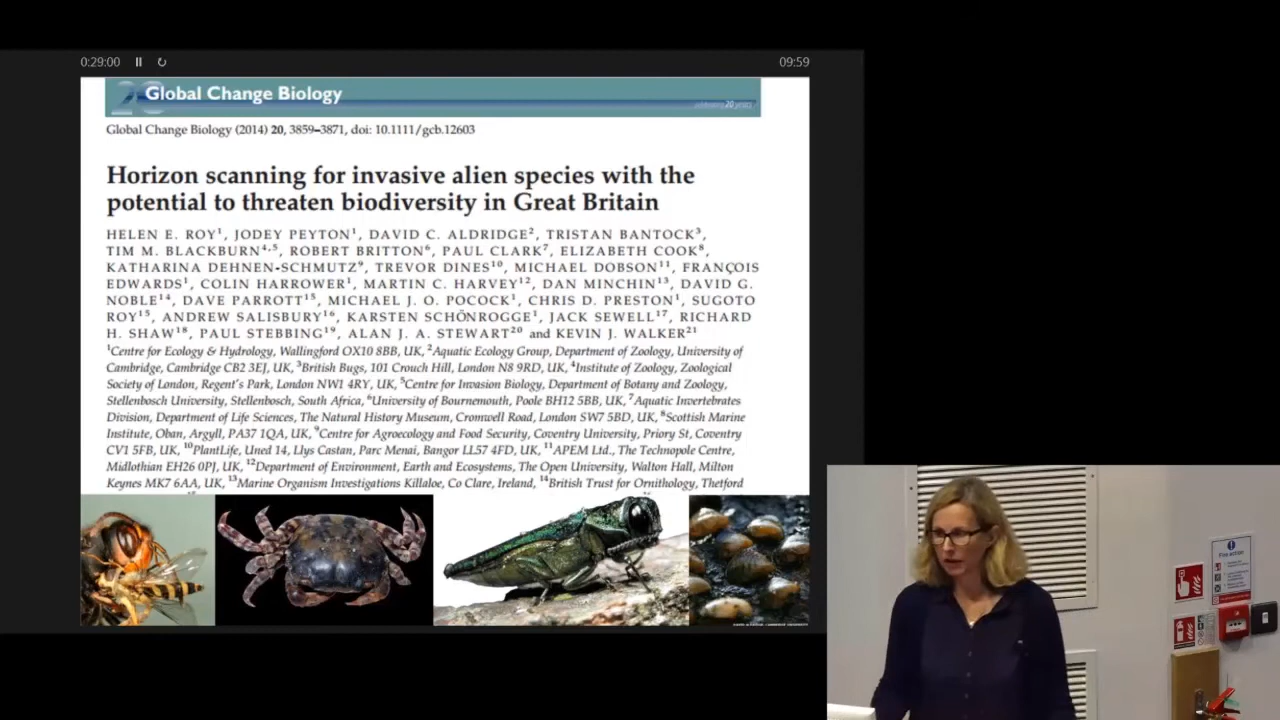 0:29:00
09:59
Global Change Biology
celebrating 20 years
Global Change Biology (2014) 20, 3859–3871, doi: 10.1111/gcb.12603
Horizon scanning for invasive alien species with the
potential to threaten biodiversity in Great Britain
HELEN E. ROY1, JODEY PEYTON1, DAVID C. ALDRIDGE2, TRISTAN BANTOCK3,
TIM M. BLACKBURN4,5, ROBERT BRITTON6, PAUL CLARK7, ELIZABETH COOK8,
KATHARINA DEHNEN-SCHMUTZ9, TREVOR DINES10, MICHAEL DOBSON11, FRANÇOIS
EDWARDS1, COLIN HARROWER1, MARTIN C. HARVEY12, DAN MINCHIN13, DAVID G.
NOBLE14, DAVE PARROTT15, MICHAEL J. O. POCOCK1, CHRIS D. PRESTON1, SUGOTO
ROY15, ANDREW SALISBURY16, KARSTEN SCHÖNROGGE1, JACK SEWELL17, RICHARD
H. SHAW18, PAUL STEBBING19, ALAN J. A. STEWART20 and KEVIN J. WALKER21
1Centre for Ecology & Hydrology, Wallingford OX10 8BB, UK, 2Aquatic Ecology Group, Department of Zoology, University of
Cambridge, Cambridge CB2 3EJ, UK, 3British Bugs, 101 Crouch Hill, London N8 9RD, UK, 4Institute of Zoology, Zoological
Society of London, Regent's Park, London NW1 4RY, UK, 5Centre for Invasion Biology, Department of Botany and Zoology,
Stellenbosch University, Stellenbosch, South Africa, 6University of Bournemouth, Poole BH12 5BB, UK, 7Aquatic Invertebrates
Division, Department of Life Sciences, The Natural History Museum, Cromwell Road, London SW7 5BD, UK, 8Scottish Marine
Institute, Oban, Argyll, PA37 1QA, UK, 9Centre for Agroecology and Food Security, Coventry University, Priory St, Coventry
CV1 5FB, UK, 10PlantLife, Uned 14, Llys Castan, Parc Menai, Bangor LL57 4FD, UK, 11APEM Ltd., The Technopole Centre,
Midlothian EH26 0PJ, UK, 12Department of Environment, Earth and Ecosystems, The Open University, Walton Hall, Milton
Keynes MK7 6AA, UK, 13Marine Organism Investigations Killaloe, Co Clare, Ireland, 14British Trust for Ornithology, Thetford
Fire action